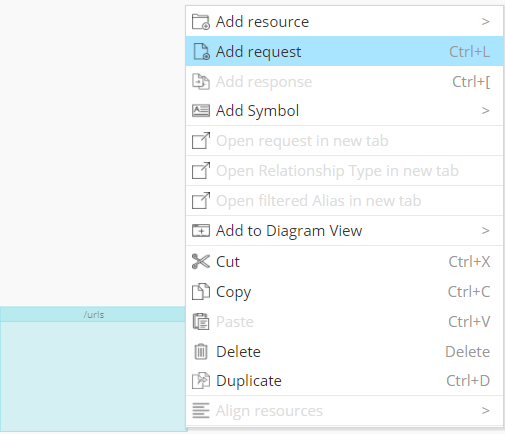 Add resource >
Add request Ctrl+L
Add response Ctrl+[
Add Symbol >
Open request in new tab
Open Relationship Type in new tab
Open filtered Alias in new tab
Add to Diagram View >
Cut Ctrl+X
Copy Ctrl+C
/urls
Paste Ctrl+V
Delete Delete
Duplicate Ctrl+D
Align resources >